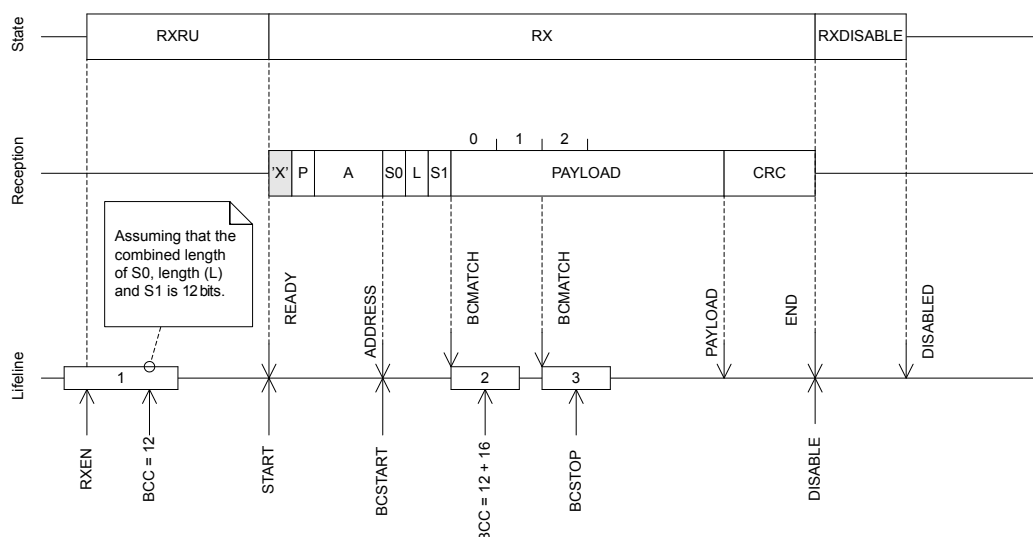 State
RXRU
RX
RXDISABLE
Reception
0
1
2
'X'
P
A
S0
L
S1
PAYLOAD
CRC
Assuming that the
combined length
of S0, length (L)
and S1 is 12 bits.
READY
ADDRESS
BCMATCH
BCMATCH
PAYLOAD
END
DISABLED
Lifeline
1
2
3
RXEN
BCC = 12
START
BCSTART
BCC = 12 + 16
BCSTOP
DISABLE